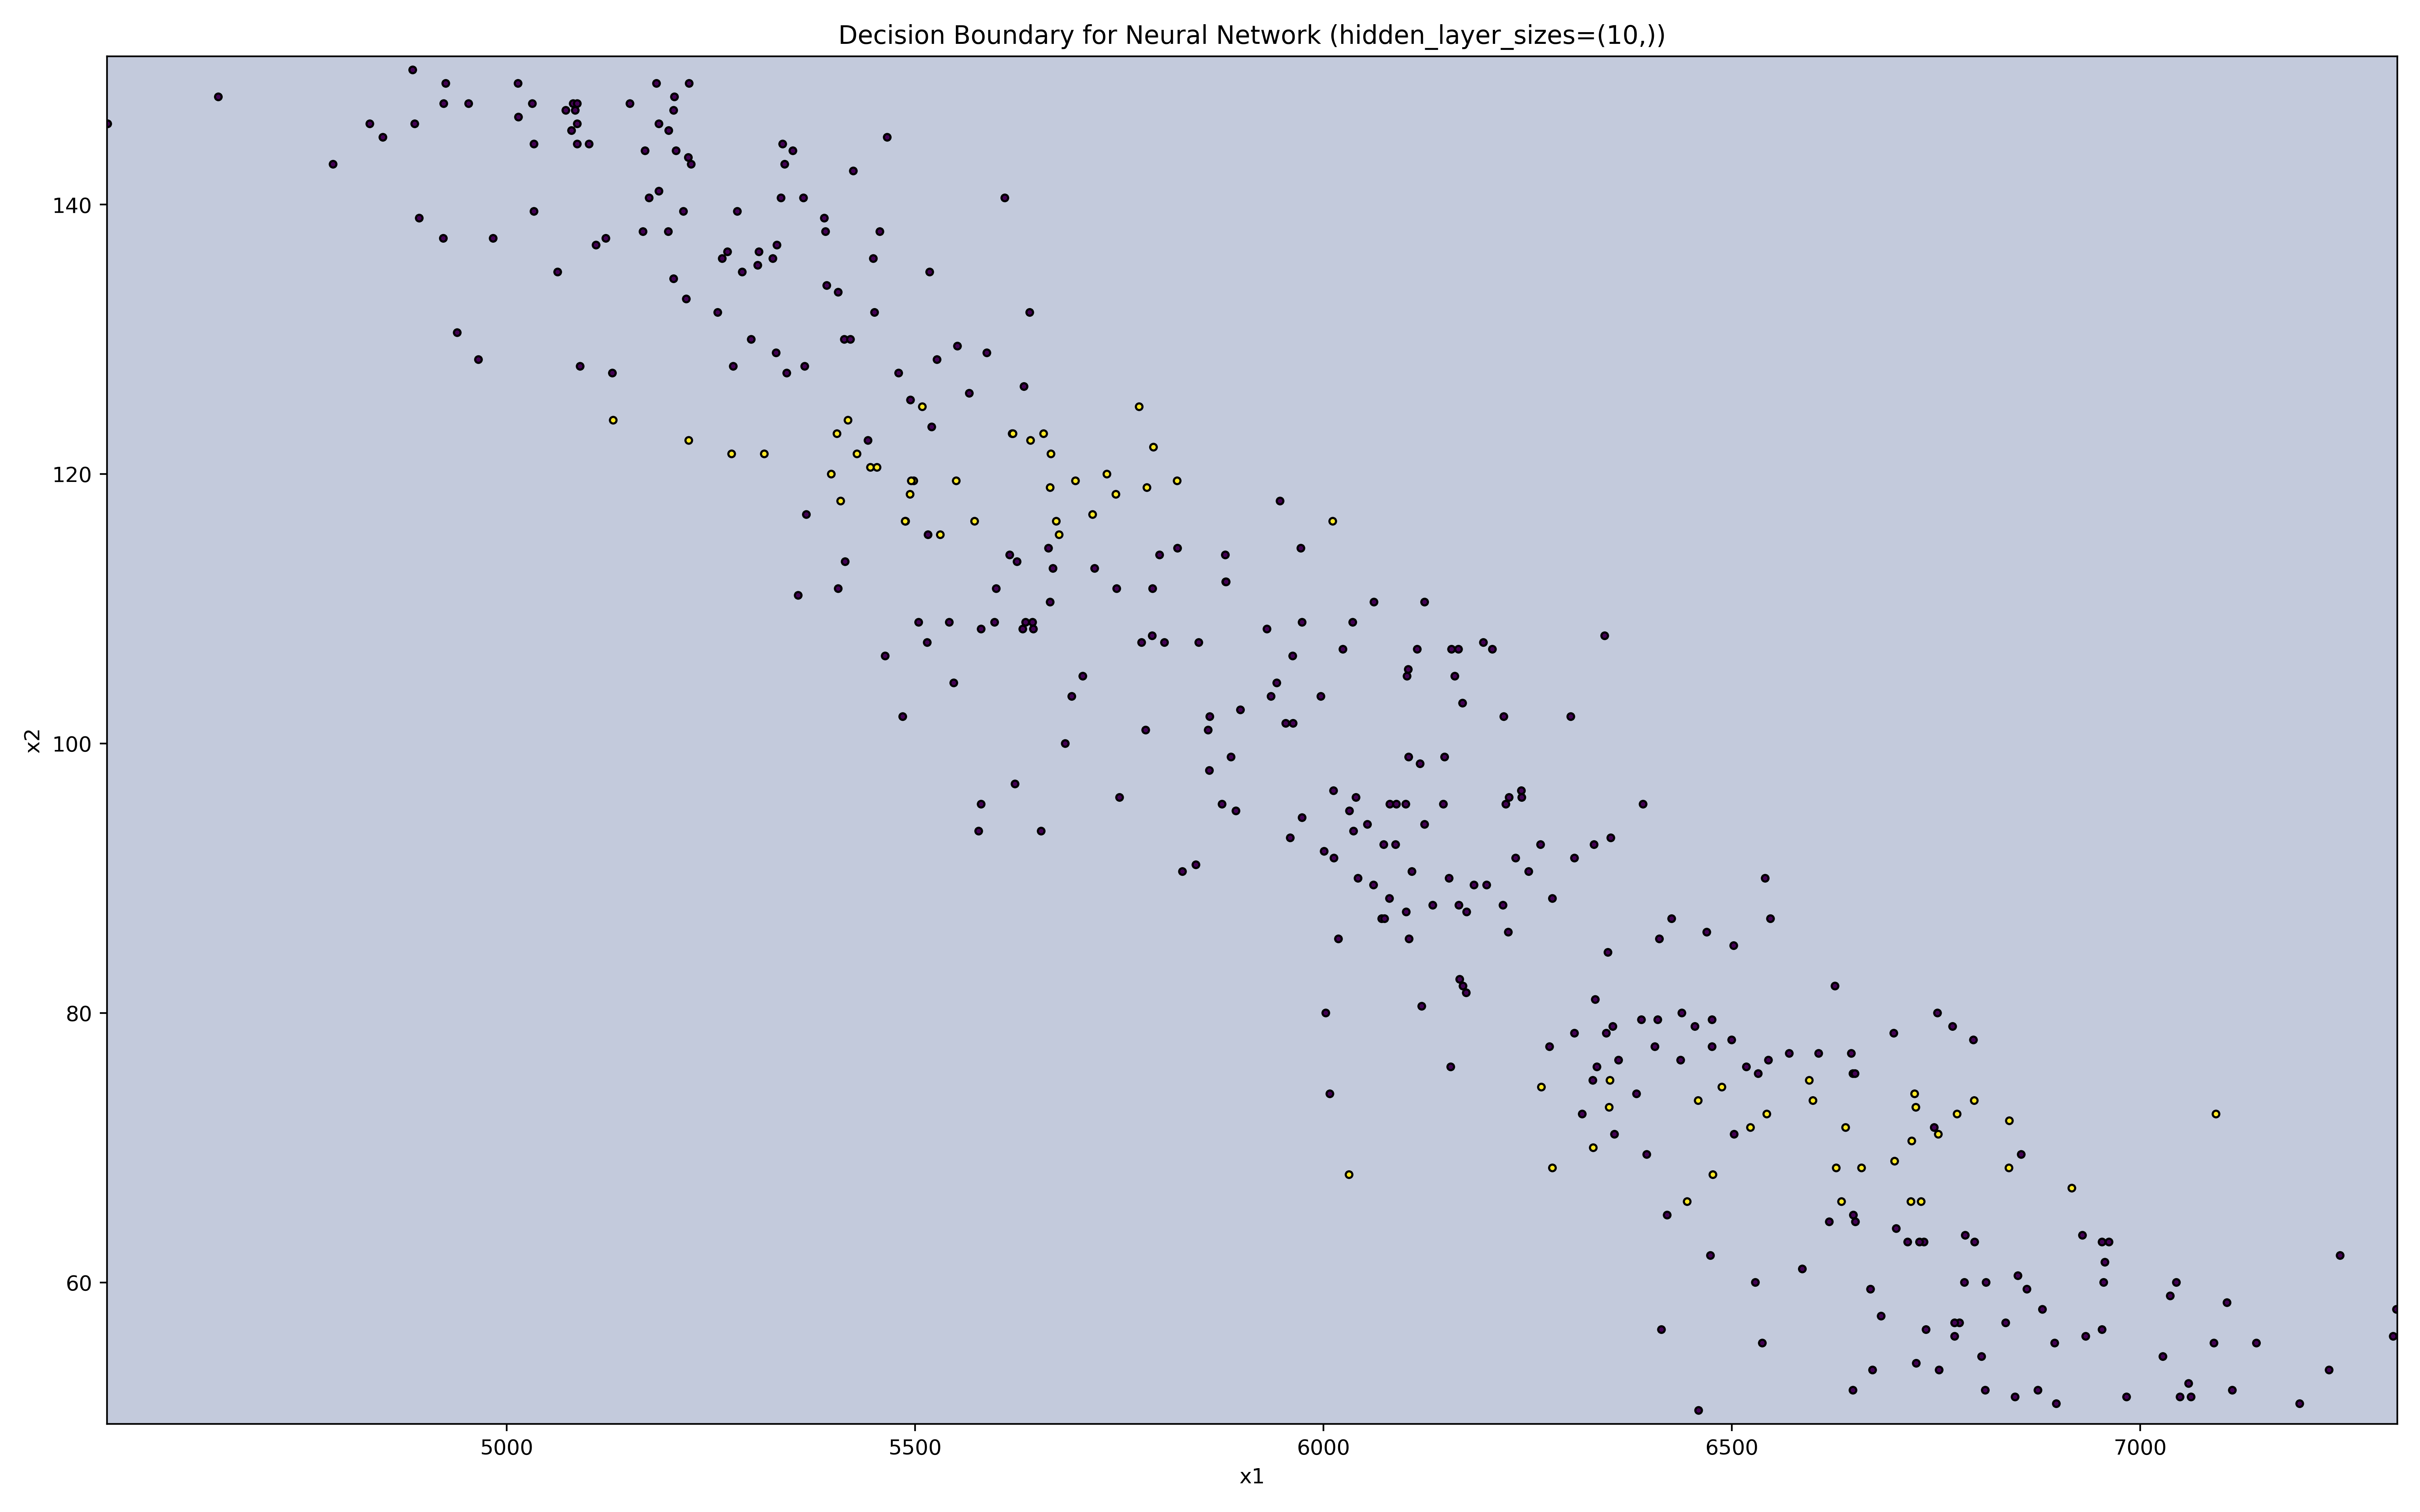 Decision Boundary for Neural Network (hidden_layer_sizes=(10,))
140
120
100
80
60
x2
5000 5500 6000 6500 7000
x1